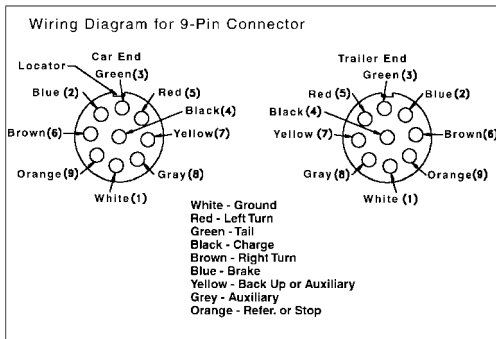 Wiring Diagram for 9-Pin Connector
Car End
Locator
Green(3)
Blue (2)
Red (5)
Black(4)
Brown(6)
Yellow(7)
Orange(9)
Gray(8)
White(1)
Trailer End
Green(3)
Red(5)
Blue(2)
Black(4)
Yellow (7)
Brown(6)
Gray(8)
Orange(9)
White (1)
White - Ground
Red - Left Turn
Green - Tail
Black - Charge
Brown - Right Turn
Blue - Brake
Yellow - Back Up or Auxiliary
Grey - Auxiliary
Orange - Refer. or Stop